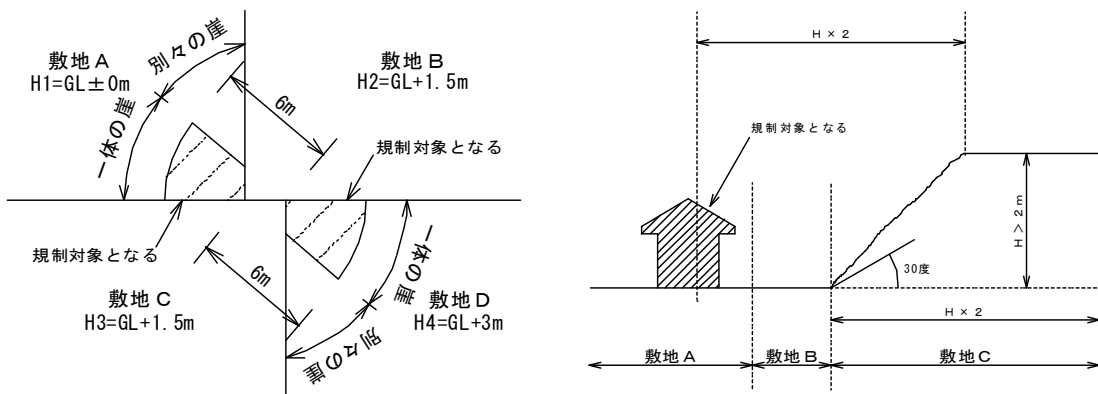 敷地A
H1=GL±0m
別々の崖
一体の崖
敷地B
H2=GL+1.5m
6m
規制対象となる
規制対象となる
6m
敷地C
H3=GL+1.5m
一体の崖
敷地D
H4=GL+3m
別々の崖
H×2
規制対象となる
H>2m
30度
H×2
敷地A
敷地B
敷地C